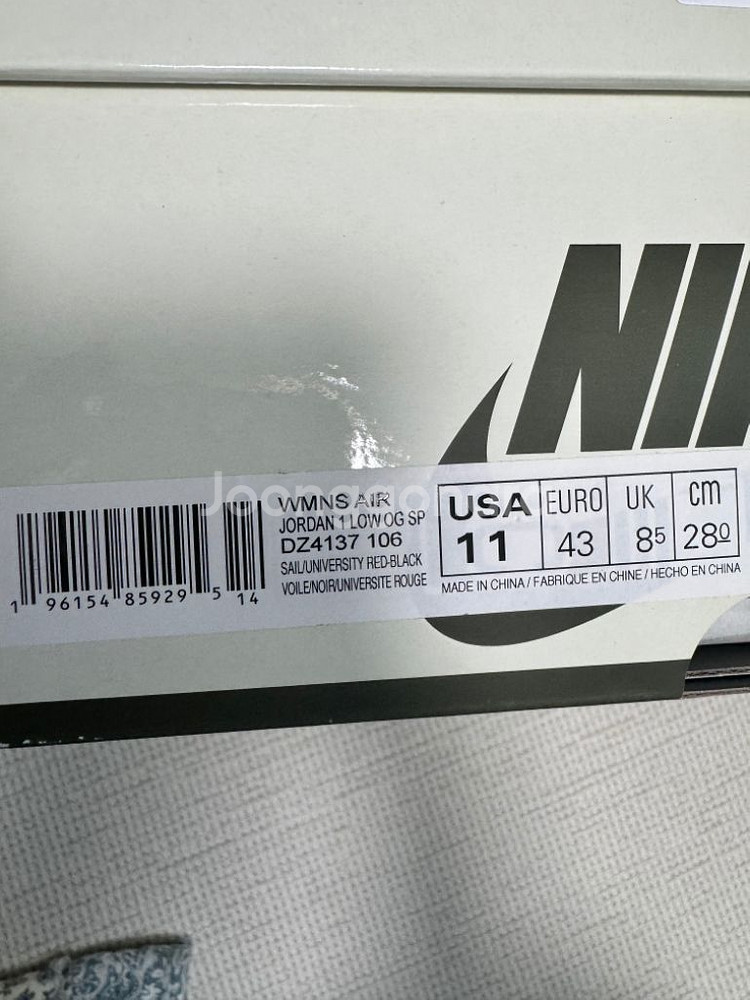 NIK
Joonggo
WMNS AIR
JORDAN 1 LOW OG SP
DZ4137 106
SAIL/UNIVERSITY RED-BLACK
VOILE/NOIR/UNIVERSITE ROUGE
1 96154 85929 5 14
USA EURO UK cm
11 43 85 280
MADE IN CHINA / FABRIQUE EN CHINE / HECHO EN CHINA